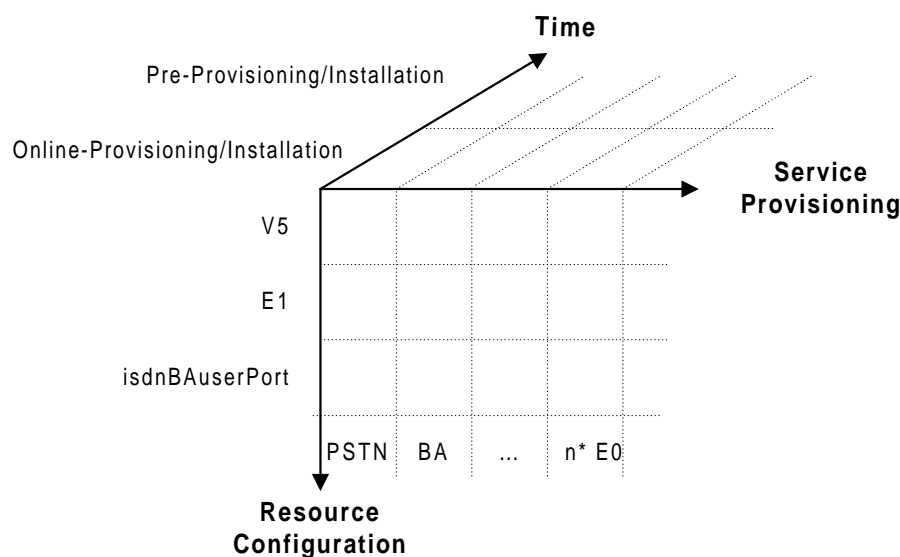 Time
Pre-Provisioning/Installation
Online-Provisioning/Installation
Service
Provisioning
V5
E1
isdnBAuserPort
PSTN BA ... n* E0
Resource
Configuration